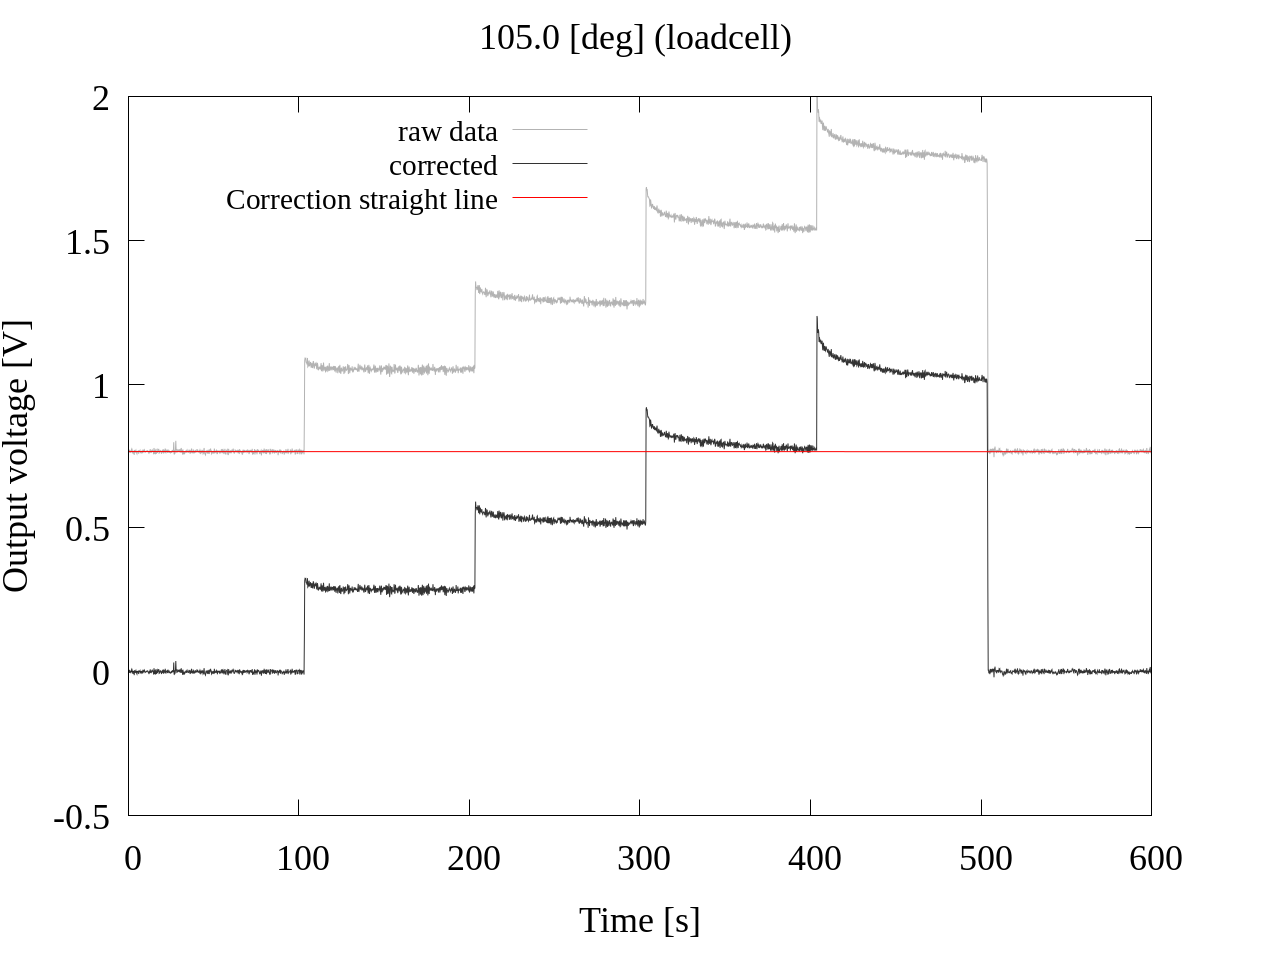 105.0 [deg] (loadcell)
2
raw data
corrected
Correction straight line
1.5
1
0.5
0
-0.5
Output voltage [V]
0 100 200 300 400 500 600
Time [s]